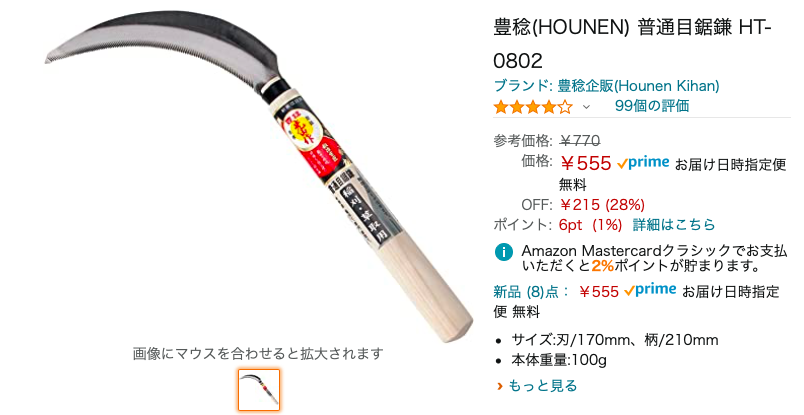 豊稔(HOUNEN) 普通目鋸鎌 HT-
0802
ブランド: 豊稔企販(Hounen Kihan)
99個の評価
参考価格: ￥770
価格: ￥555 prime お届け日時指定便
無料
OFF: ￥215 (28%)
ポイント: 6pt (1%) 詳細はこちら
Amazon Mastercardクラシックでお支払
いただくと2%ポイントが貯まります。
新品 (8)点： ￥555 prime お届け日時指定
便 無料
• サイズ:刃/170mm、柄/210mm
• 本体重量:100g
› もっと見る
稲刈・草取用
画像にマウスを合わせると拡大されます